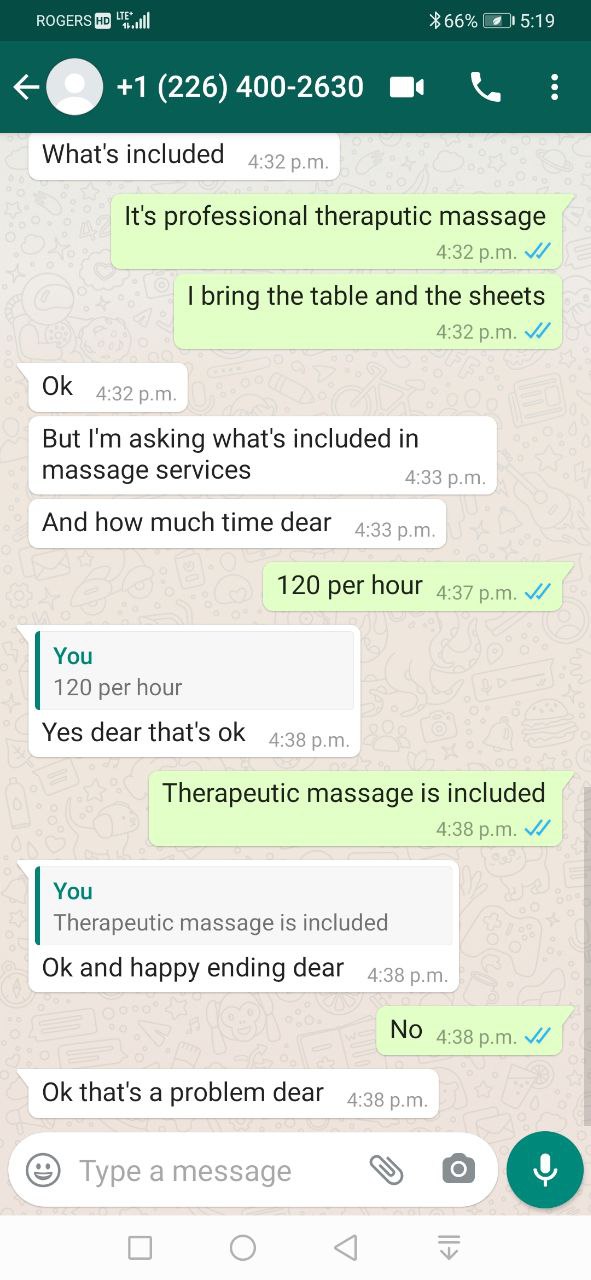 ROGERS HD LTE+ 66% 5:19
+1 (226) 400-2630
What's included 4:32 p.m.
It's professional theraputic massage
4:32 p.m.
I bring the table and the sheets
4:32 p.m.
Ok 4:32 p.m.
But I'm asking what's included in
massage services 4:33 p.m.
And how much time dear 4:33 p.m.
120 per hour 4:37 p.m.
You
120 per hour
Yes dear that's ok 4:38 p.m.
Therapeutic massage is included
4:38 p.m.
You
Therapeutic massage is included
Ok and happy ending dear 4:38 p.m.
No 4:38 p.m.
Ok that's a problem dear 4:38 p.m.
Type a message